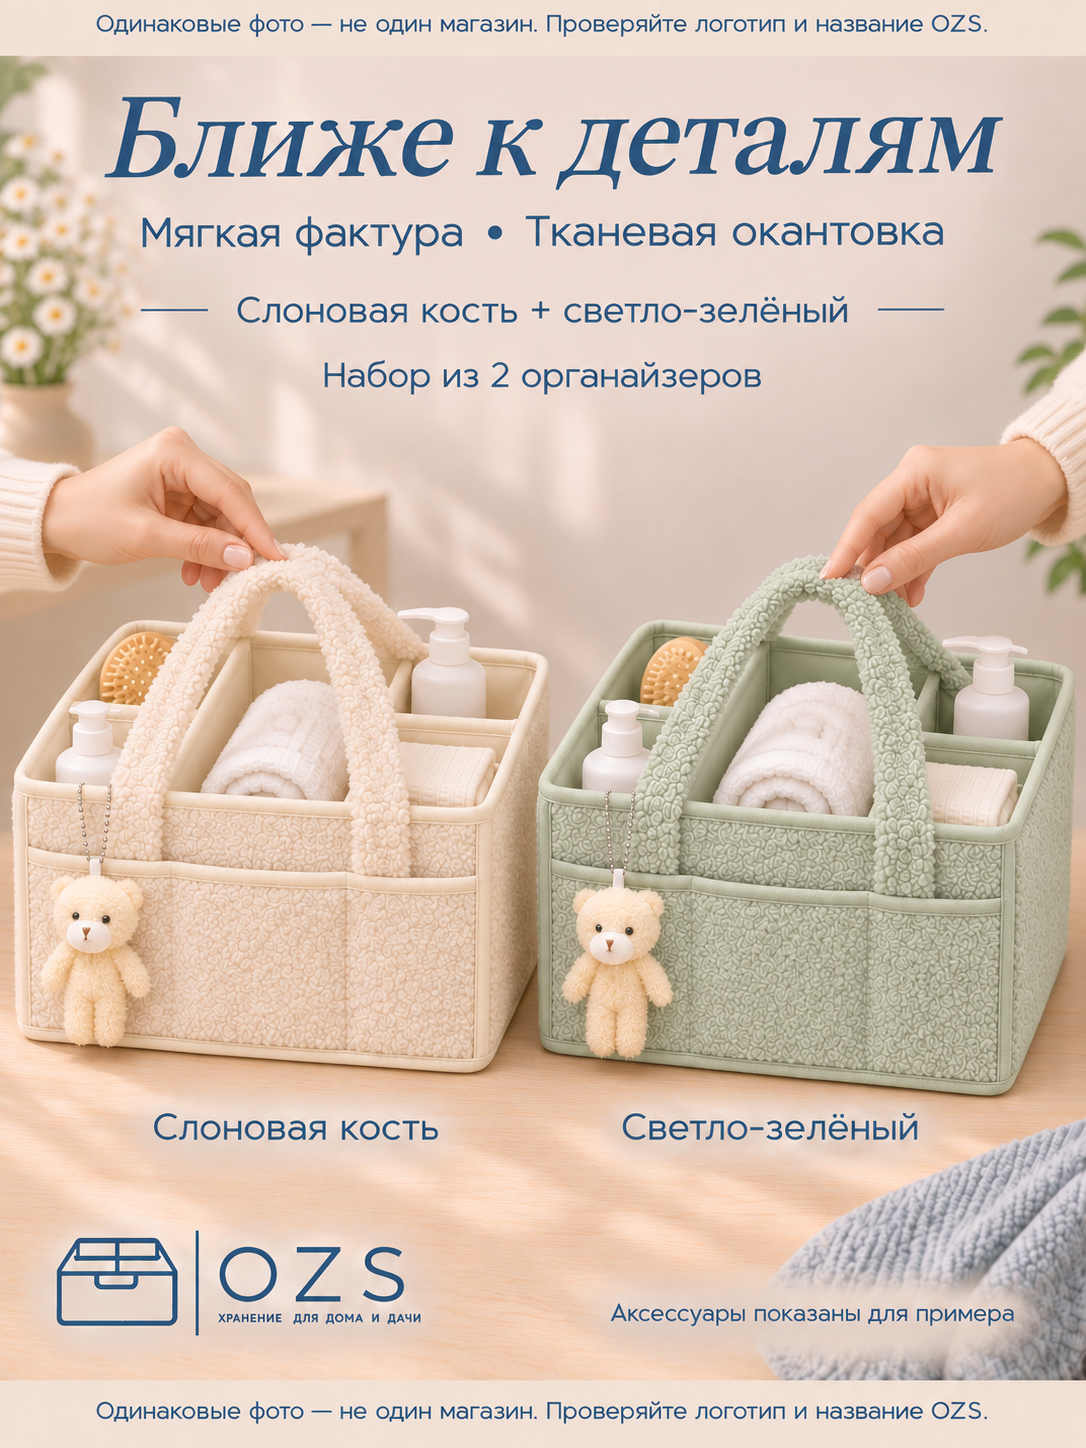 Одинаковые фото — не один магазин. Проверяйте логотип и название OZS.
Ближе к деталям
Мягкая фактура • Тканевая окантовка
Слоновая кость + светло-зелёный
Набор из 2 органайзеров
Слоновая кость
Светло-зелёный
OZS
ХРАНЕНИЕ ДЛЯ ДОМА И ДАЧИ
Аксессуары показаны для примера
Одинаковые фото — не один магазин. Проверяйте логотип и название OZS.